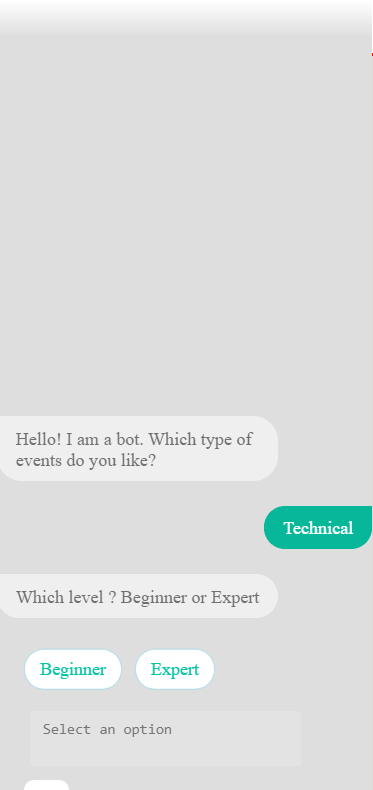 Hello! I am a bot. Which type of
events do you like?
Technical
Which level ? Beginner or Expert
Beginner Expert
Select an option